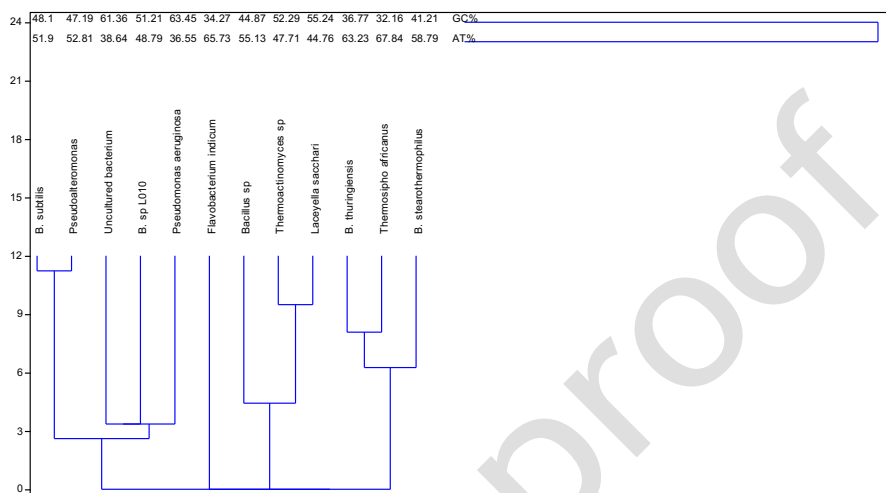 24
48.1 47.19 61.36 51.21 63.45 34.27 44.87 52.29 55.24 36.77 32.16 41.21 GC%
51.9 52.81 38.64 48.79 36.55 65.73 55.13 47.71 44.76 63.23 67.84 58.79 AT%
21
18
15
B. subtilis
Pseudoalteromonas
Uncultured bacterium
B. sp L010
Pseudomonas aeruginosa
Flavobacterium indicum
Bacillus sp
Thermoactinomyces sp
Laceyella sacchari
B. thuringiensis
Thermosipho africanus
B. stearothermophilus
12
9
6
3
0
proof